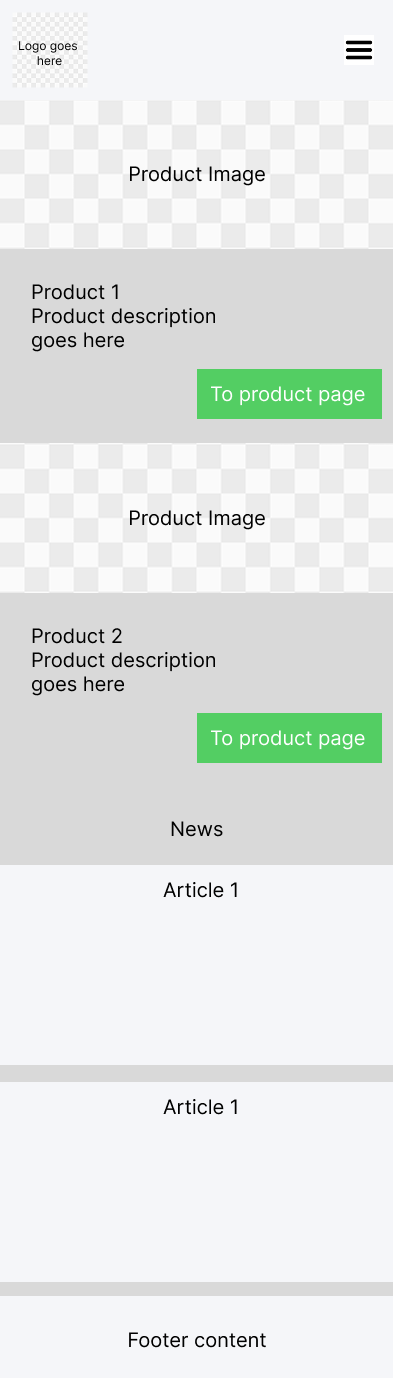 Logo goes
here
Product Image
Product 1
Product description
goes here
To product page
Product Image
Product 2
Product description
goes here
To product page
News
Article 1
Article 1
Footer content